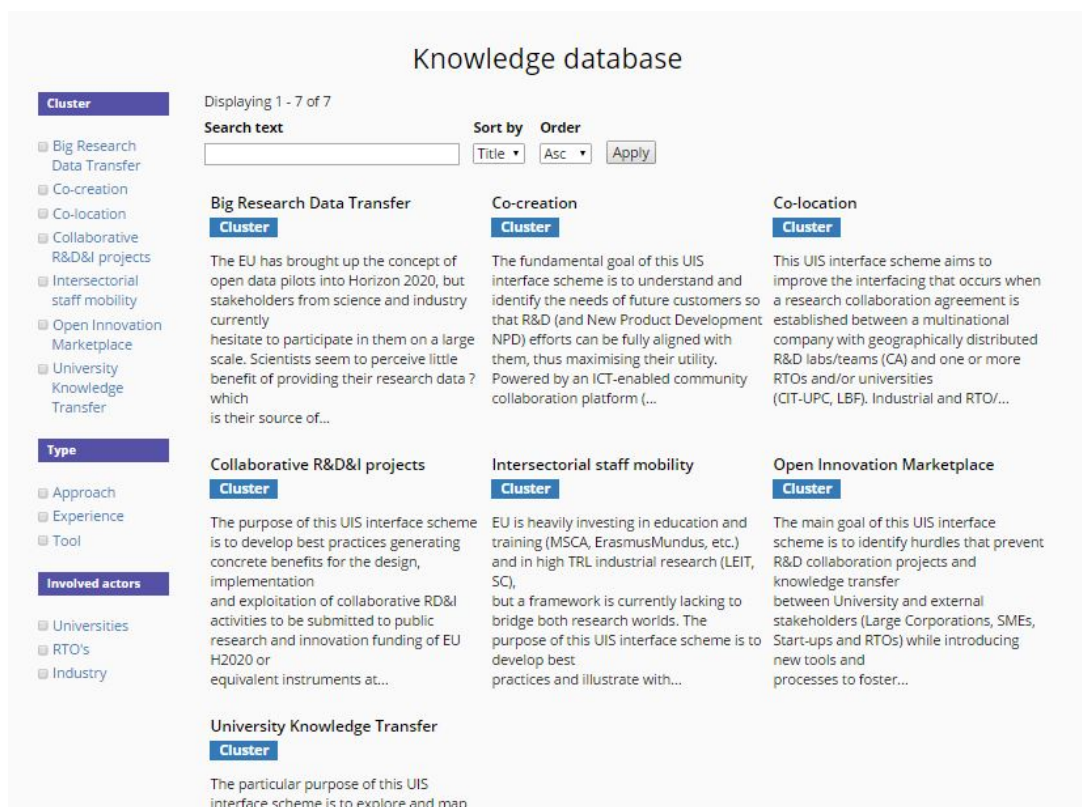 Knowledge database
Cluster
Big Research
Data Transfer
Co-creation
Co-location
Collaborative
R&D&I projects
Intersectorial
staff mobility
Open Innovation
Marketplace
University
Knowledge
Transfer
Type
Approach
Experience
Tool
Involved actors
Universities
RTO's
Industry
Displaying 1 - 7 of 7
Search text
Sort by Order
Title Asc Apply
Big Research Data Transfer
Cluster
The EU has brought up the concept of
open data pilots into Horizon 2020, but
stakeholders from science and industry
currently
hesitate to participate in them on a large
scale. Scientists seem to perceive little
benefit of providing their research data ?
which
is their source of...
Co-creation
Cluster
The fundamental goal of this UIS
interface scheme is to understand and
identify the needs of future customers so
that R&D (and New Product Development
NPD) efforts can be fully aligned with
them, thus maximising their utility.
Powered by an ICT-enabled community
collaboration platform (...
Co-location
Cluster
This UIS interface scheme aims to
improve the interfacing that occurs when
a research collaboration agreement is
established between a multinational
company with geographically distributed
R&D labs/teams (CA) and one or more
RTOs and/or universities
(CIT-UPC, LBF). Industrial and RTO/...
Collaborative R&D&I projects
Cluster
The purpose of this UIS interface scheme
is to develop best practices generating
concrete benefits for the design,
implementation
and exploitation of collaborative RD&I
activities to be submitted to public
research and innovation funding of EU
H2020 or
equivalent instruments at...
Intersectorial staff mobility
Cluster
EU is heavily investing in education and
training (MSCA, ErasmusMundus, etc.)
and in high TRL industrial research (LEIT,
SC),
but a framework is currently lacking to
bridge both research worlds. The
purpose of this UIS interface scheme is to
develop best
practices and illustrate with...
Open Innovation Marketplace
Cluster
The main goal of this UIS interface
scheme is to identify hurdles that prevent
R&D collaboration projects and
knowledge transfer
between University and external
stakeholders (Large Corporations, SMEs,
Start-ups and RTOs) while introducing
new tools and
processes to foster...
University Knowledge Transfer
Cluster
The particular purpose of this UIS
interface scheme is to explore and map